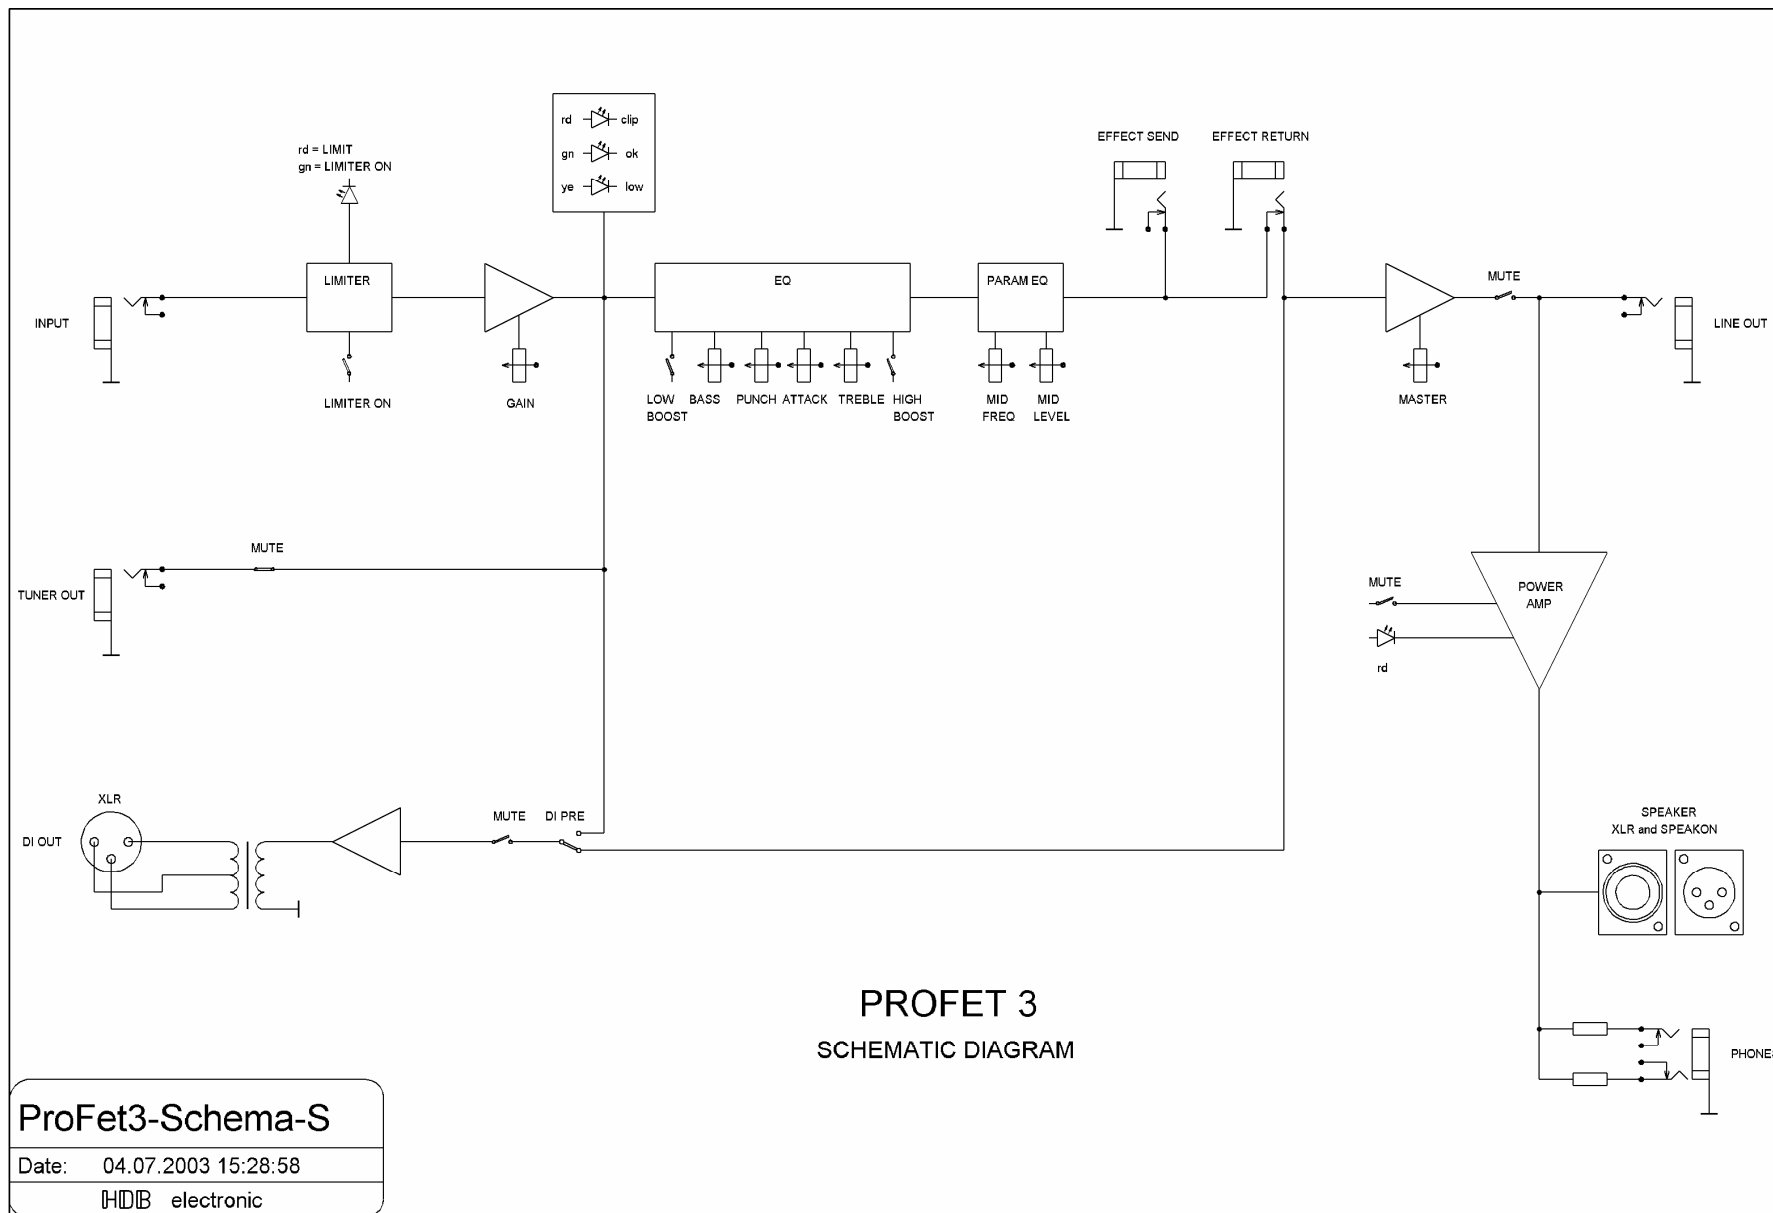 rd clip
gn ok
ye low
rd = LIMIT
gn = LIMITER ON
EFFECT SEND
EFFECT RETURN
INPUT
LIMITER
LIMITER ON
GAIN
EQ
LOW
BOOST
BASS
PUNCH
ATTACK
TREBLE
HIGH
BOOST
PARAM EQ
MID
FREQ
MID
LEVEL
MASTER
MUTE
LINE OUT
TUNER OUT
MUTE
MUTE
rd
POWER
AMP
DI OUT
XLR
MUTE
DI PRE
SPEAKER
XLR and SPEAKON
PHONES
PROFET 3
SCHEMATIC DIAGRAM
ProFet3-Schema-S
Date: 04.07.2003 15:28:58
HDB electronic